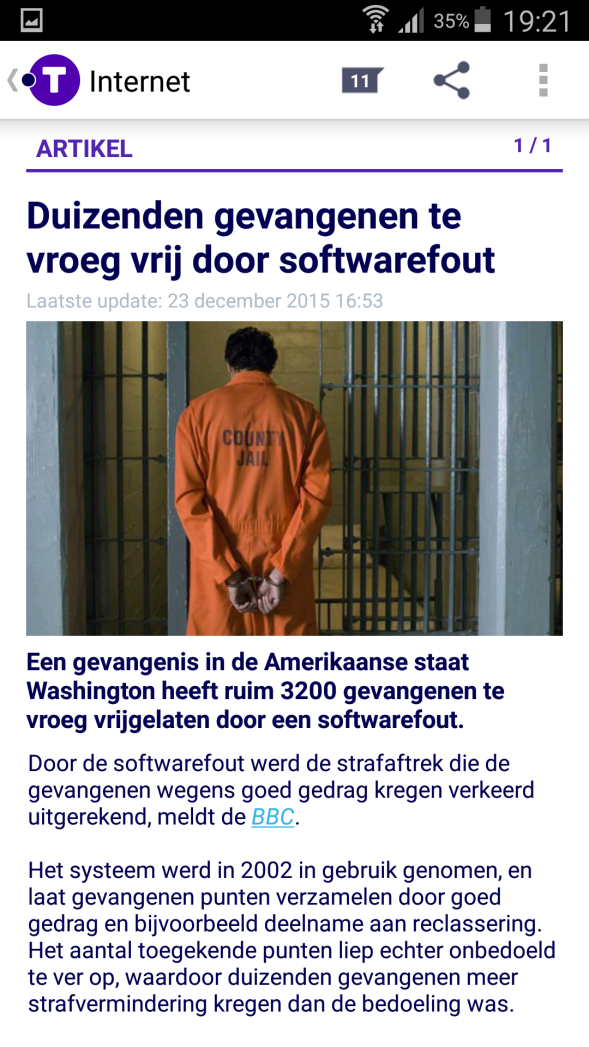 35% 19:21
T Internet 11
ARTIKEL 1 / 1
Duizenden gevangenen te
vroeg vrij door softwarefout
Laatste update: 23 december 2015 16:53
COUNTY
JAIL
Een gevangenis in de Amerikaanse staat
Washington heeft ruim 3200 gevangenen te
vroeg vrijgelaten door een softwarefout.
Door de softwarefout werd de strafaftrek die de
gevangenen wegens goed gedrag kregen verkeerd
uitgerekend, meldt de BBC.
Het systeem werd in 2002 in gebruik genomen, en
laat gevangenen punten verzamelen door goed
gedrag en bijvoorbeeld deelname aan reclassering.
Het aantal toegekende punten liep echter onbedoeld
te ver op, waardoor duizenden gevangenen meer
strafvermindering kregen dan de bedoeling was.